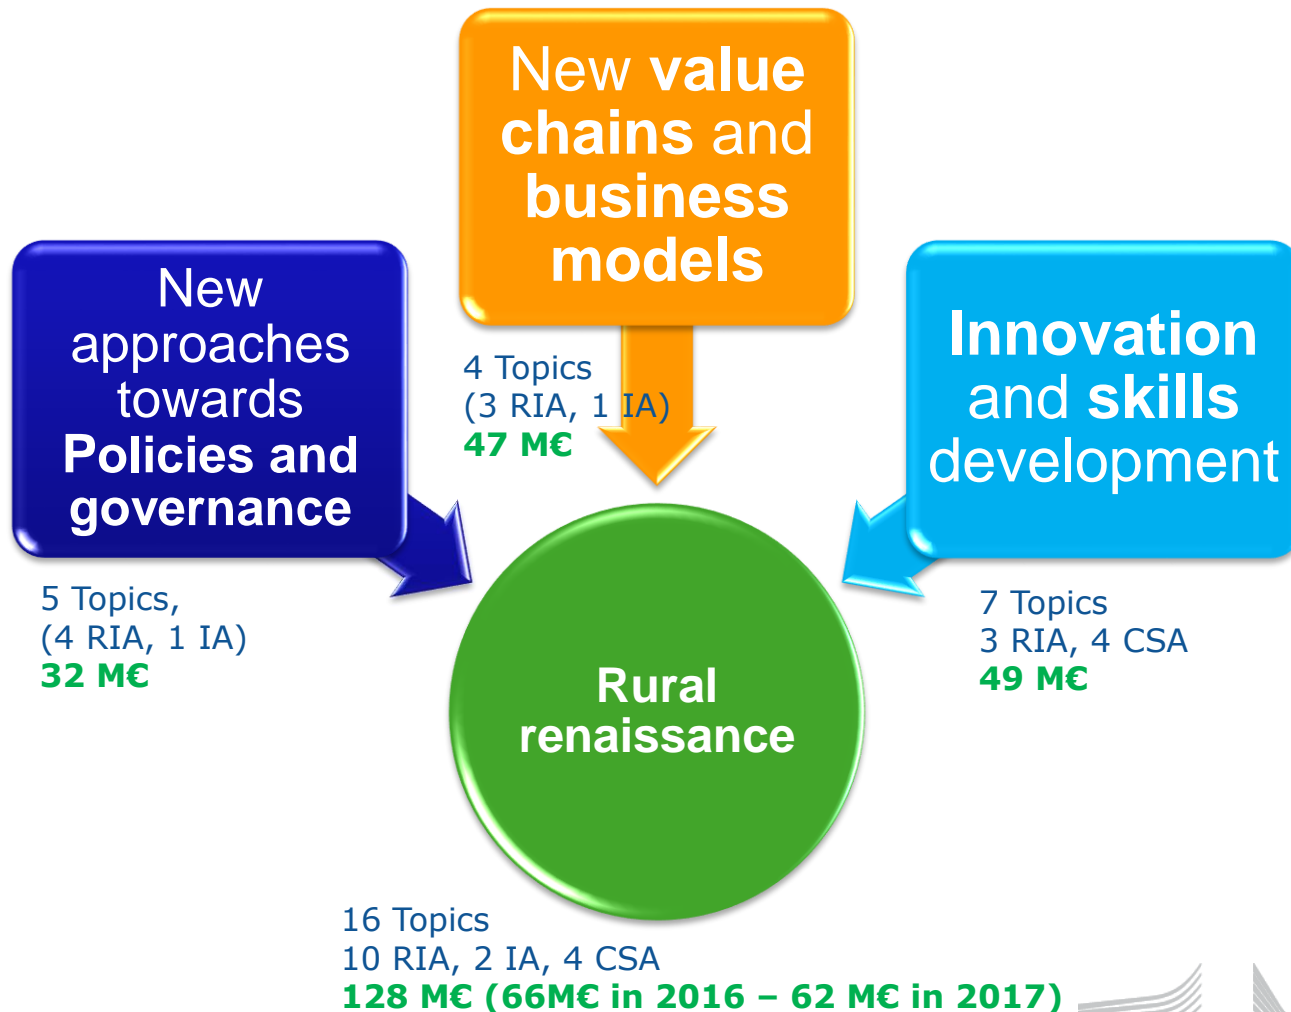 New value
chains and
business
models
4 Topics
(3 RIA, 1 IA)
47 M€
New
approaches
towards
Policies and
governance
5 Topics,
(4 RIA, 1 IA)
32 M€
Innovation
and skills
development
7 Topics
3 RIA, 4 CSA
49 M€
Rural
renaissance
16 Topics
10 RIA, 2 IA, 4 CSA
128 M€ (66M€ in 2016 – 62 M€ in 2017)